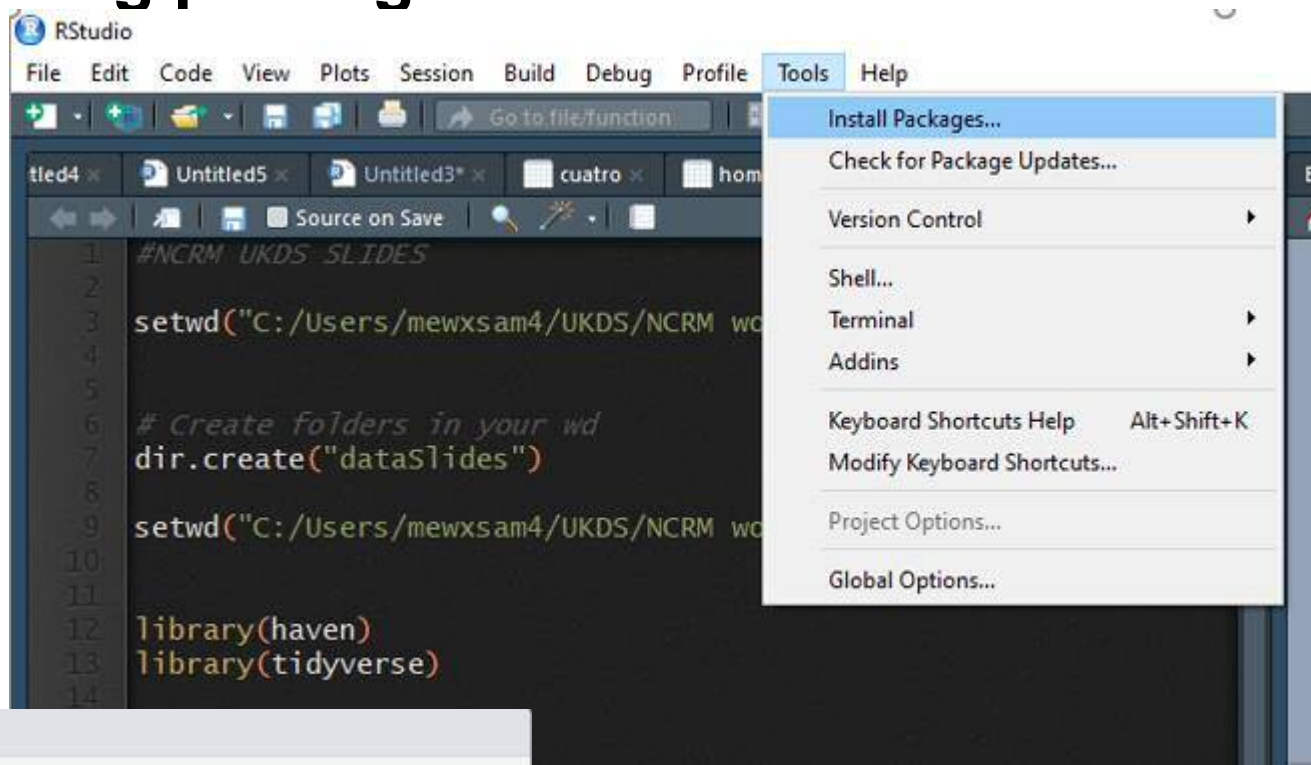 RStudio
File Edit Code View Plots Session Build Debug Profile Tools Help
Go to file/function
Install Packages...
Check for Package Updates...
Version Control
Shell...
Terminal
Addins
Keyboard Shortcuts Help Alt+Shift+K
Modify Keyboard Shortcuts...
Project Options...
Global Options...
tled4 Untitled5 Untitled3* cuatro hom
Source on Save
1 #NCRM UKDS SLIDES
2
3 setwd("C:/Users/mewxsam4/UKDS/NCRM wo
4
5
6 # Create folders in your wd
7 dir.create("dataSlides")
8
9 setwd("C:/Users/mewxsam4/UKDS/NCRM wo
10
11
12 library(haven)
13 library(tidyverse)
14